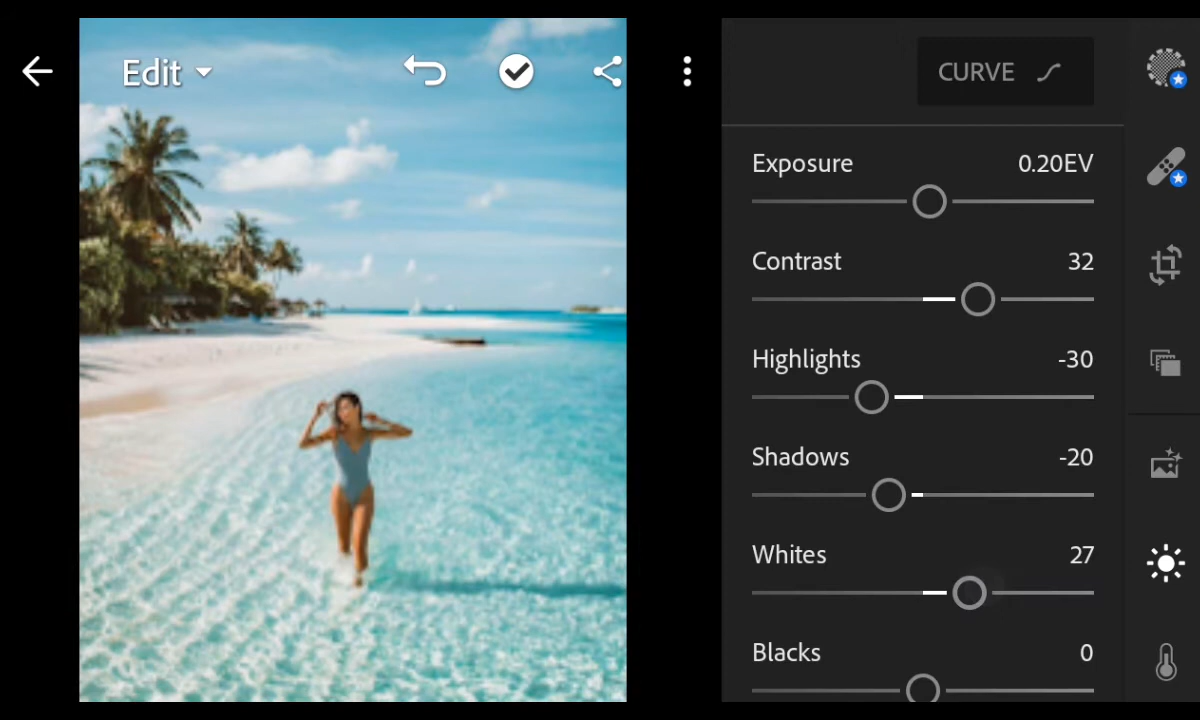 Edit
CURVE
Exposure 0.20EV
Contrast 32
Highlights -30
Shadows -20
Whites 27
Blacks 0